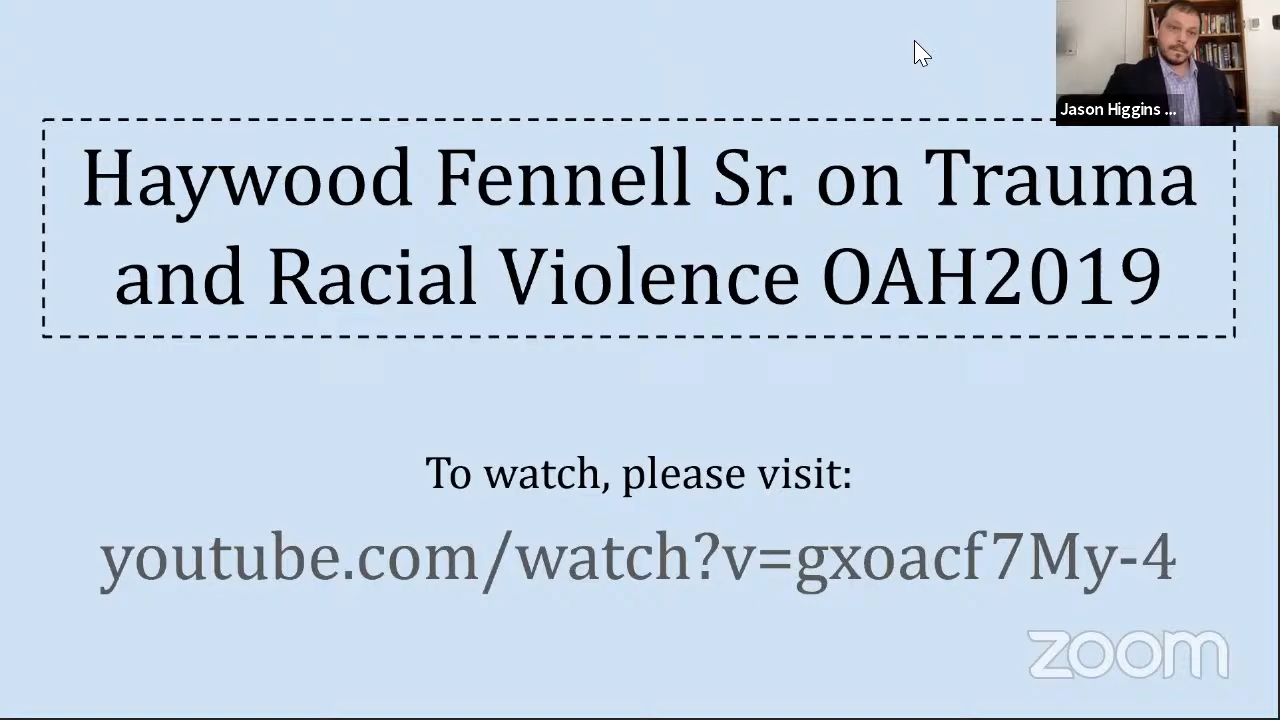 Jason Higgins ...
Haywood Fennell Sr. on Trauma
and Racial Violence OAH2019
To watch, please visit:
youtube.com/watch?v=gxoacf7My-4
zoom